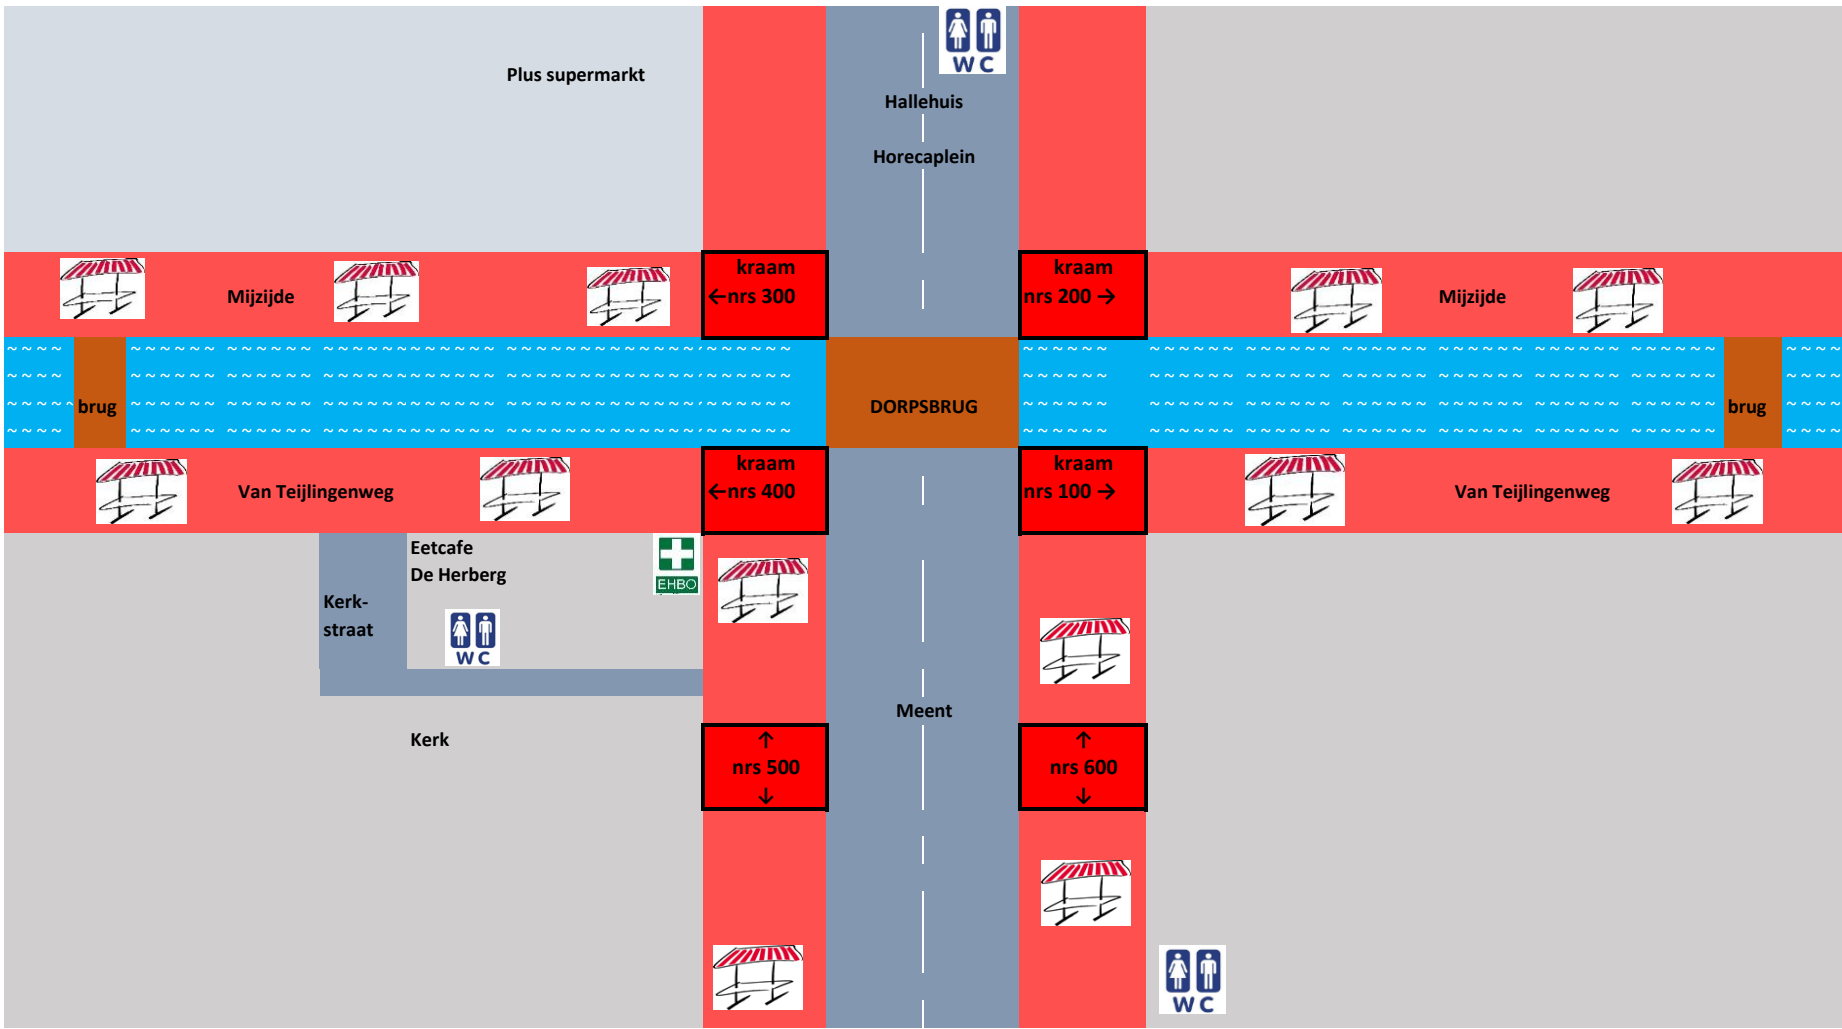 WC
Plus supermarkt
Hallehuis
Horecaplein
kraam
←nrs 300
kraam
nrs 200 →
Mijzijde
Mijzijde
brug
DORPSBRUG
brug
kraam
←nrs 400
kraam
nrs 100 →
Van Teijlingenweg
Van Teijlingenweg
Eetcafe
De Herberg
EHBO
Kerk-
straat
WC
Meent
Kerk
↑
nrs 500
↓
↑
nrs 600
↓
WC